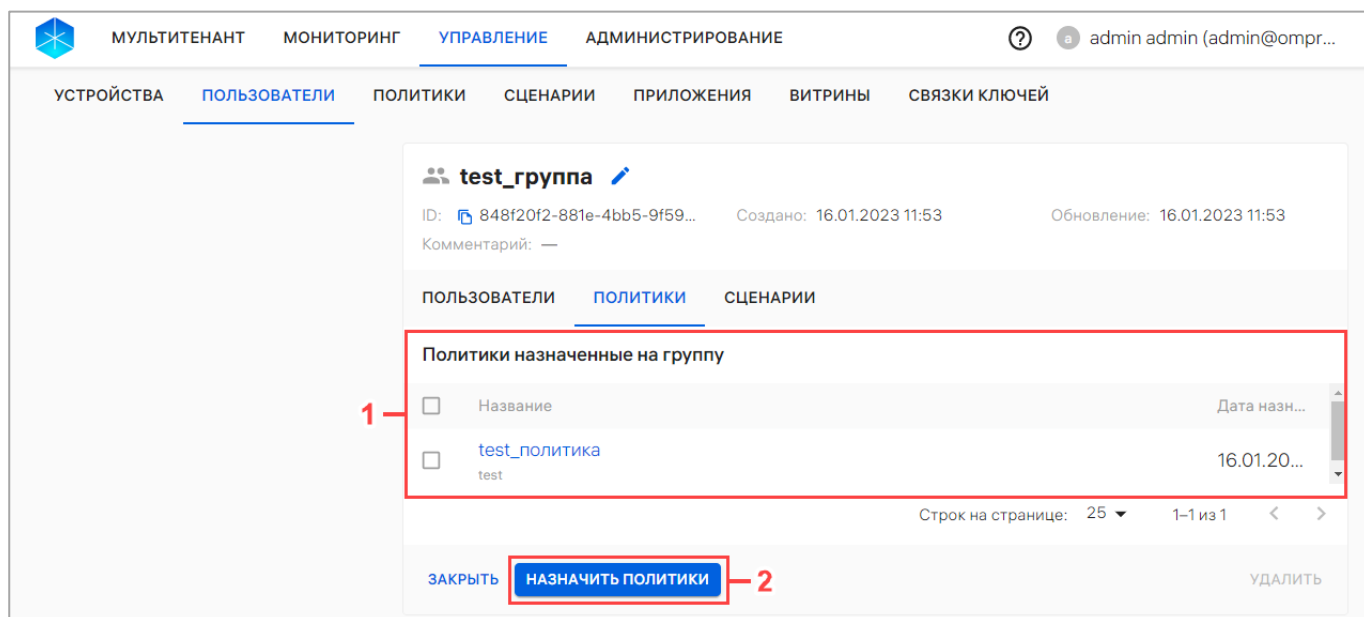 МУЛЬТИТЕНАНТ МОНИТОРИНГ УПРАВЛЕНИЕ АДМИНИСТРИРОВАНИЕ ? a admin admin (admin@ompr...
УСТРОЙСТВА ПОЛЬЗОВАТЕЛИ ПОЛИТИКИ СЦЕНАРИИ ПРИЛОЖЕНИЯ ВИТРИНЫ СВЯЗКИ КЛЮЧЕЙ
test_группа
ID: 848f20f2-881e-4bb5-9f59... Создано: 16.01.2023 11:53 Обновление: 16.01.2023 11:53
Комментарий: —
ПОЛЬЗОВАТЕЛИ ПОЛИТИКИ СЦЕНАРИИ
Политики назначенные на группу
1 Название Дата назн...
test_политика 16.01.20...
test
Строк на странице: 25 1–1 из 1 < >
ЗАКРЫТЬ НАЗНАЧИТЬ ПОЛИТИКИ 2 УДАЛИТЬ